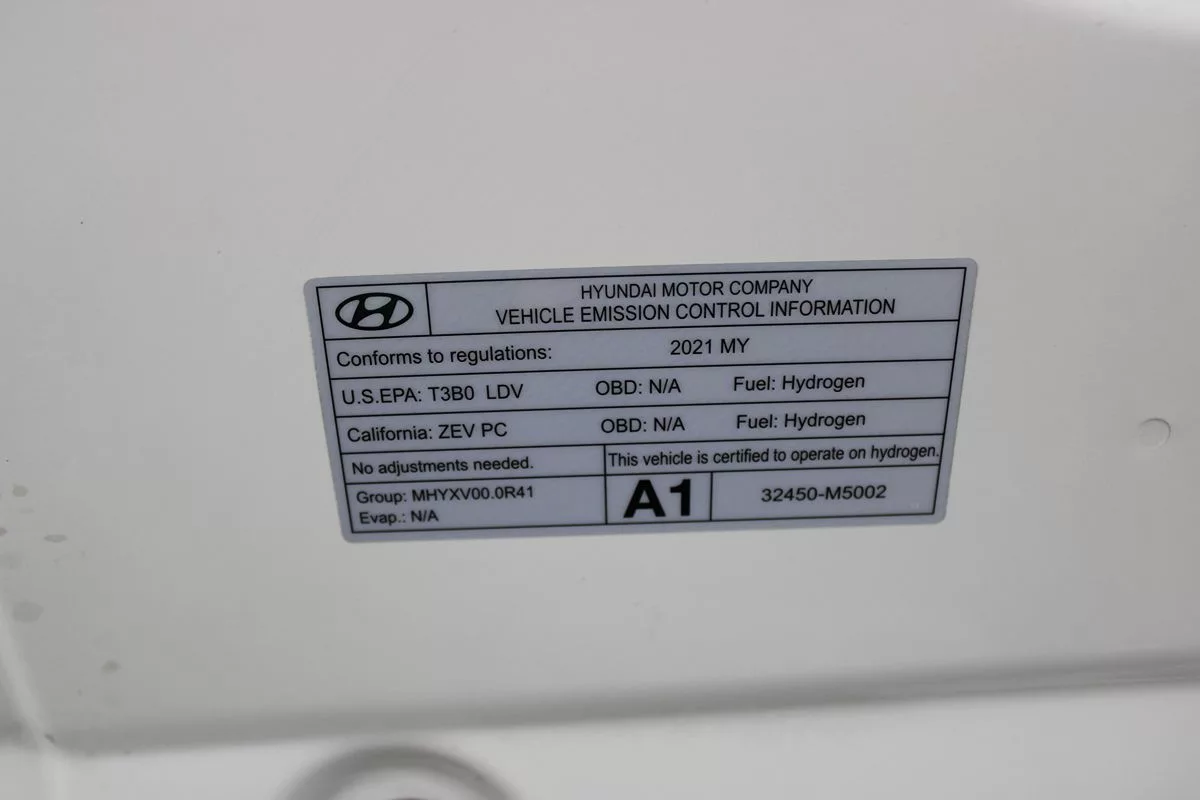 HYUNDAI MOTOR COMPANY
VEHICLE EMISSION CONTROL INFORMATION
Conforms to regulations: 2021 MY
U.S.EPA: T3B0 LDV OBD: N/A Fuel: Hydrogen
California: ZEV PC OBD: N/A Fuel: Hydrogen
No adjustments needed. This vehicle is certified to operate on hydrogen.
Group: MHYXV00.0R41
Evap.: N/A
A1 32450-M5002